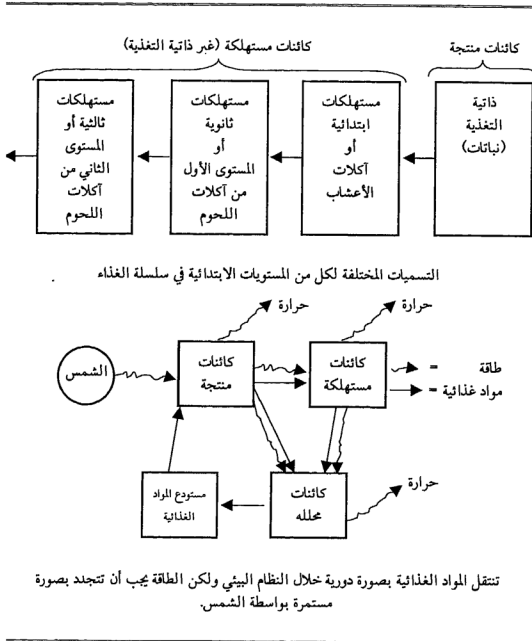 كائنات منتجة
كائنات مستهلكة (غبر ذاتية التغذية)
ذاتية
التغذية
(نباتات)
مستهلكات
ابتدائية
أو
آكلات
الأعشاب
مستهلكات
ثانوية
أو
المستوى الأول
من آكلات
اللحوم
مستهلكات
ثالثية أو
المستوى
الثاني من
آكلات
اللحوم
التسميات المختلفة لكل من المستويات الابتدائية في سلسلة الغذاء
حرارة
حرارة
الشمس
كائنات
منتجة
كائنات
مستهلكة
طاقة =
مواد غذائية =
حرارة
كائنات
محلله
مستودع المواد
الغذائية
تنتقل المواد الغذائية بصورة دورية خلال النظام البيئي ولكن الطاقة يجب أن تتجدد بصورة
مستمرة بواسطة الشمس.